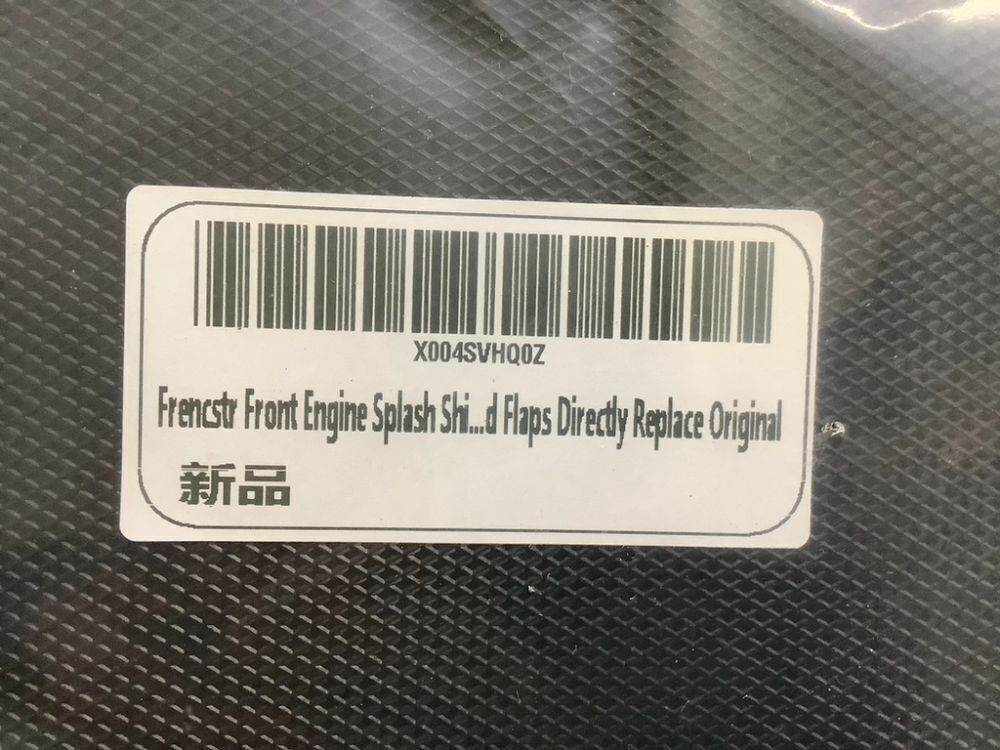 X004SVHQ0Z
Frencstr Front Engine Splash Shi...d Flaps Directly Replace Original
新品